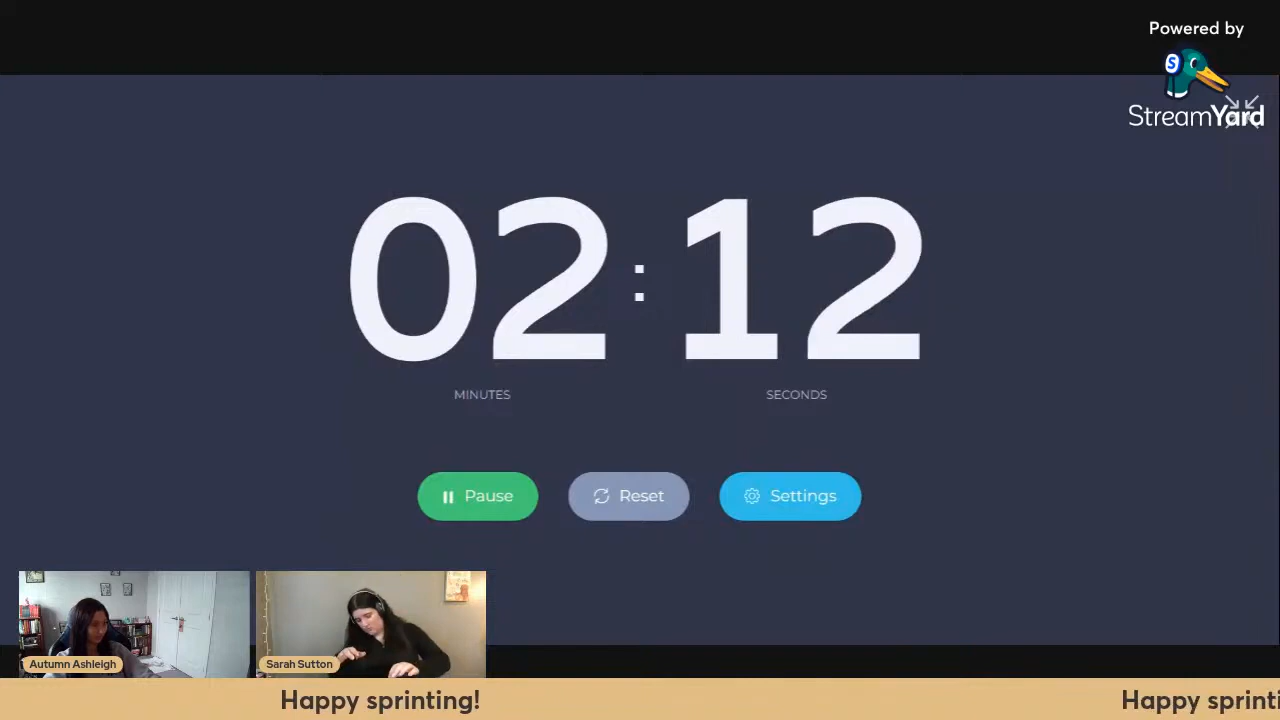 Powered by
StreamYard
02:12
MINUTES
SECONDS
Pause
Reset
Settings
Autumn Ashleigh
Sarah Sutton
Happy sprinting!
Happy sprinti